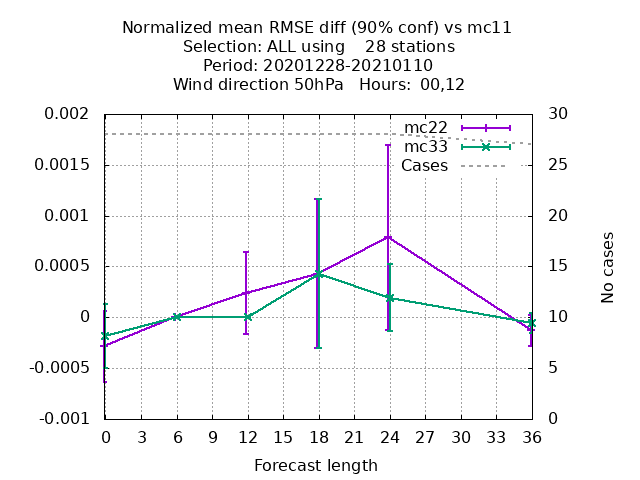 Normalized mean RMSE diff (90% conf) vs mc11
Selection: ALL using    28 stations
Period: 20201228-20210110
Wind direction 50hPa   Hours:  00,12
0.002
0.0015
0.001
0.0005
0
-0.0005
-0.001
mc22
mc33
Cases
30
25
20
15
10
5
0
No cases
0 3 6 9 12 15 18 21 24 27 30 33 36
Forecast length